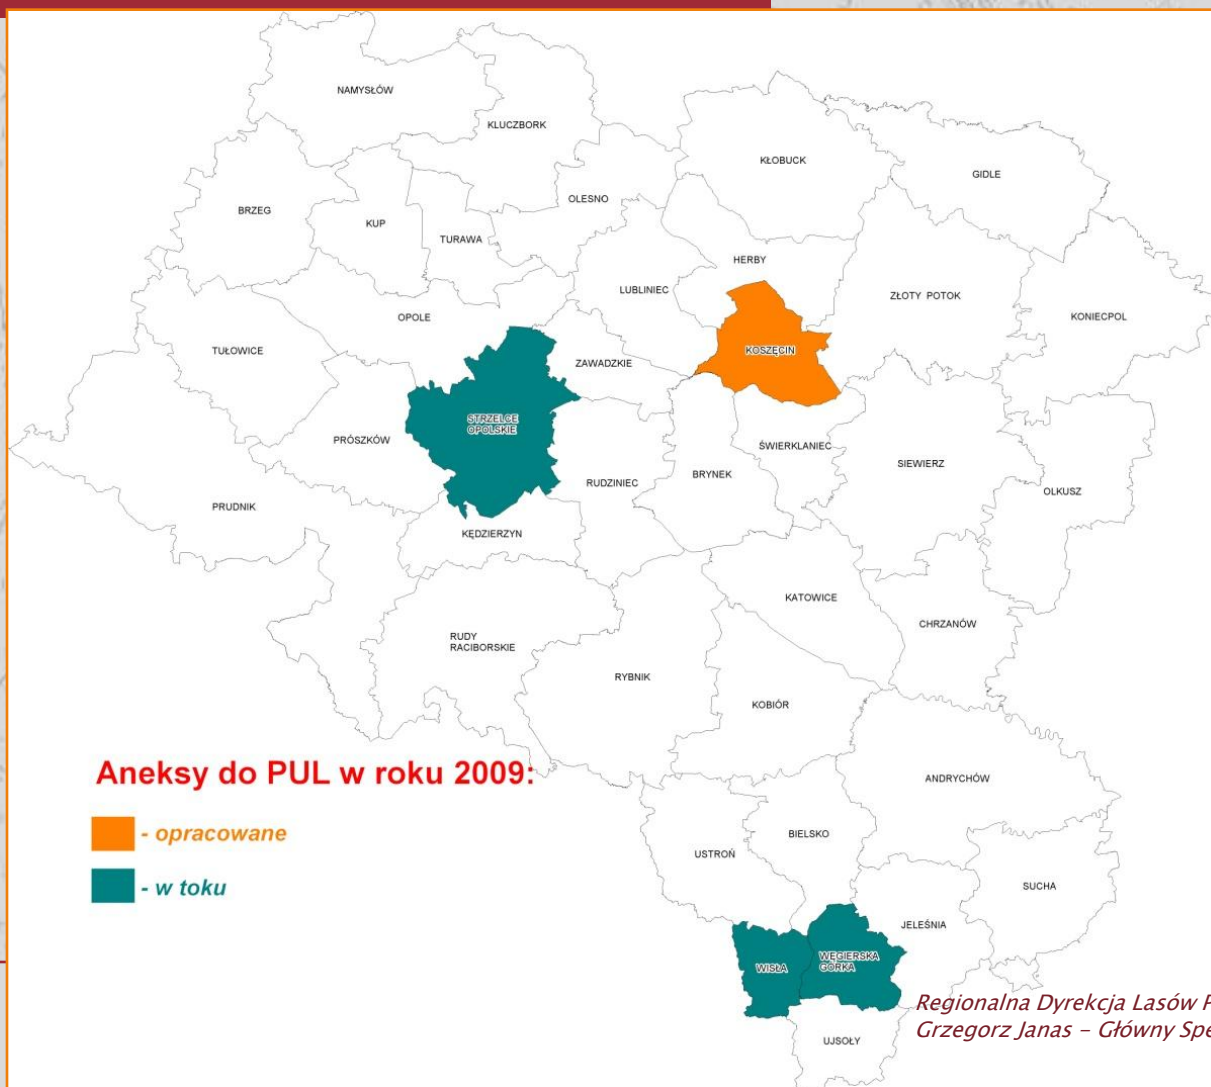 NAMYSŁÓW
KLUCZBORK
KŁOBUCK
GIDLE
OLESNO
BRZEG
KUP
TURAWA
HERBY
LUBLINIEC
ZŁOTY POTOK
KONIECPOL
OPOLE
TUŁOWICE
ZAWADZKIE
KOSZĘCIN
STRZELCE
OPOLSKIE
PRÓSZKÓW
ŚWIERKLANIEC
SIEWIERZ
BRYNEK
RUDZINIEC
OLKUSZ
PRUDNIK
KĘDZIERZYN
KATOWICE
CHRZANÓW
RUDY
RACIBORSKIE
RYBNIK
KOBIÓR
Aneksy do PUL w roku 2009:
- opracowane
- w toku
ANDRYCHÓW
BIELSKO
USTROŃ
SUCHA
JELEŚNIA
WISŁA
WĘGIERSKA
GÓRKA
UJSOŁY
Regionalna Dyrekcja Lasów
Grzegorz Janas – Główny